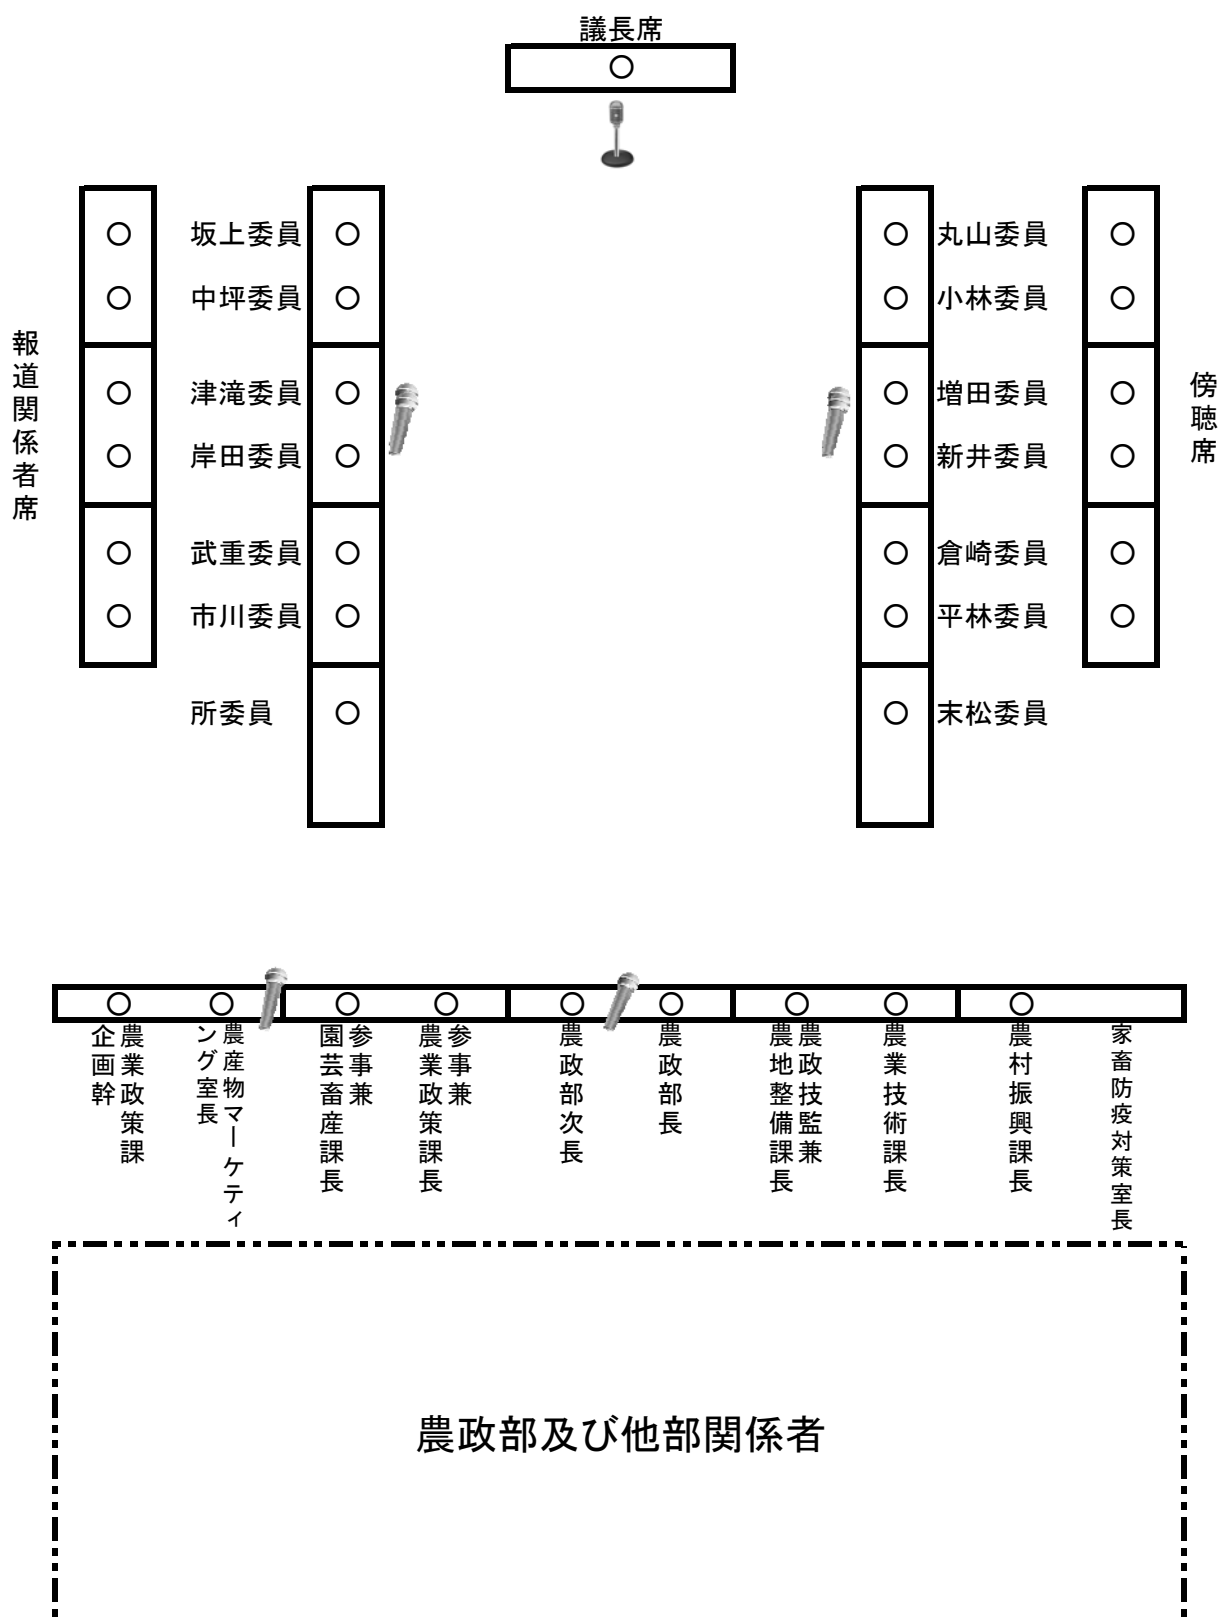 議長席
報道関係者席
坂上委員
中坪委員
津滝委員
岸田委員
武重委員
市川委員
所委員
丸山委員
小林委員
増田委員
新井委員
倉崎委員
平林委員
末松委員
傍聴席
農業政策課
企画幹
農産物マーケティ
ング室長
参事兼
園芸畜産課長
参事兼
農業政策課長
農政部次長
農政部長
農政技監兼
農地整備課長
農業技術課長
農村振興課長
家畜防疫対策室長
農政部及び他部関係者